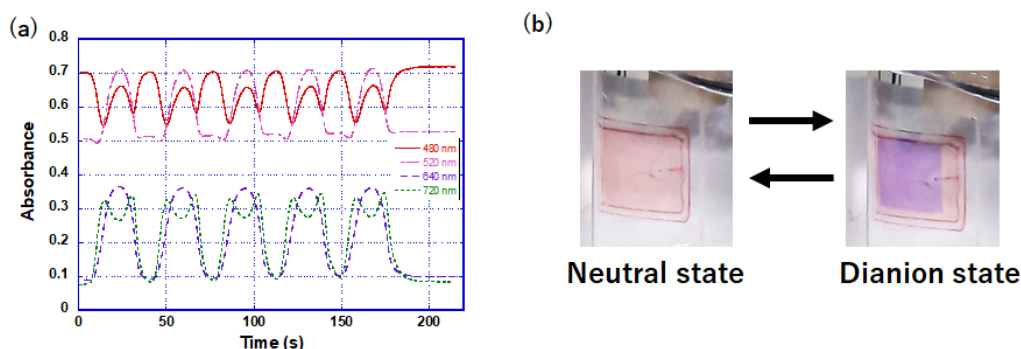 (a)
0.8
0.7
0.6
0.5
0.4
0.3
0.2
0.1
0
Absorbance
480 nm
520 nm
640 nm
720 nm
0 50 100 150 200
Time (s)
(b)
Neutral state
Dianion state